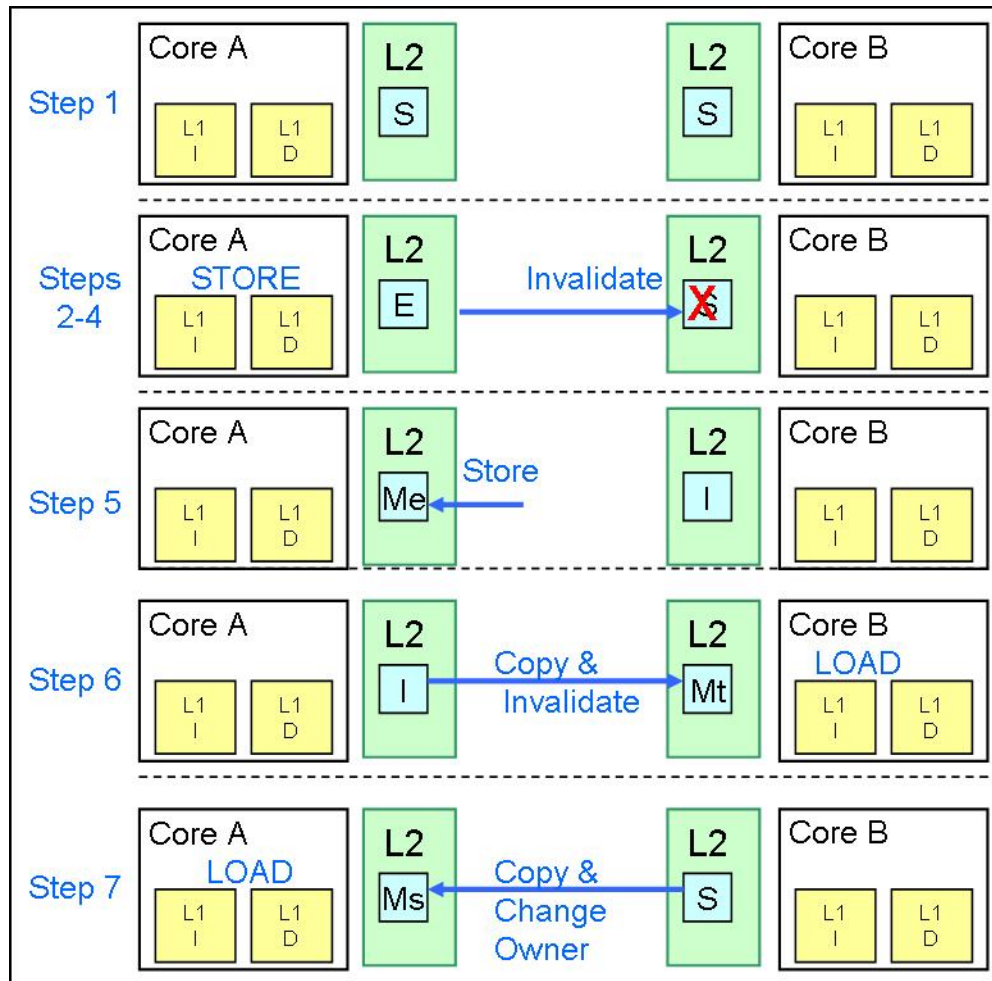 Step 1
Core A
L1
I
L1
D
L2
S
L2
S
Core B
L1
I
L1
D
Steps
2-4
Core A
STORE
L1
I
L1
D
L2
E
Invalidate
L2
S
Core B
L1
I
L1
D
Step 5
Core A
L1
I
L1
D
L2
Me
Store
L2
I
Core B
L1
I
L1
D
Step 6
Core A
L1
I
L1
D
L2
I
Copy &
Invalidate
L2
Mt
Core B
LOAD
L1
I
L1
D
Step 7
Core A
LOAD
L1
I
L1
D
L2
Ms
Copy &
Change
Owner
L2
S
Core B
L1
I
L1
D